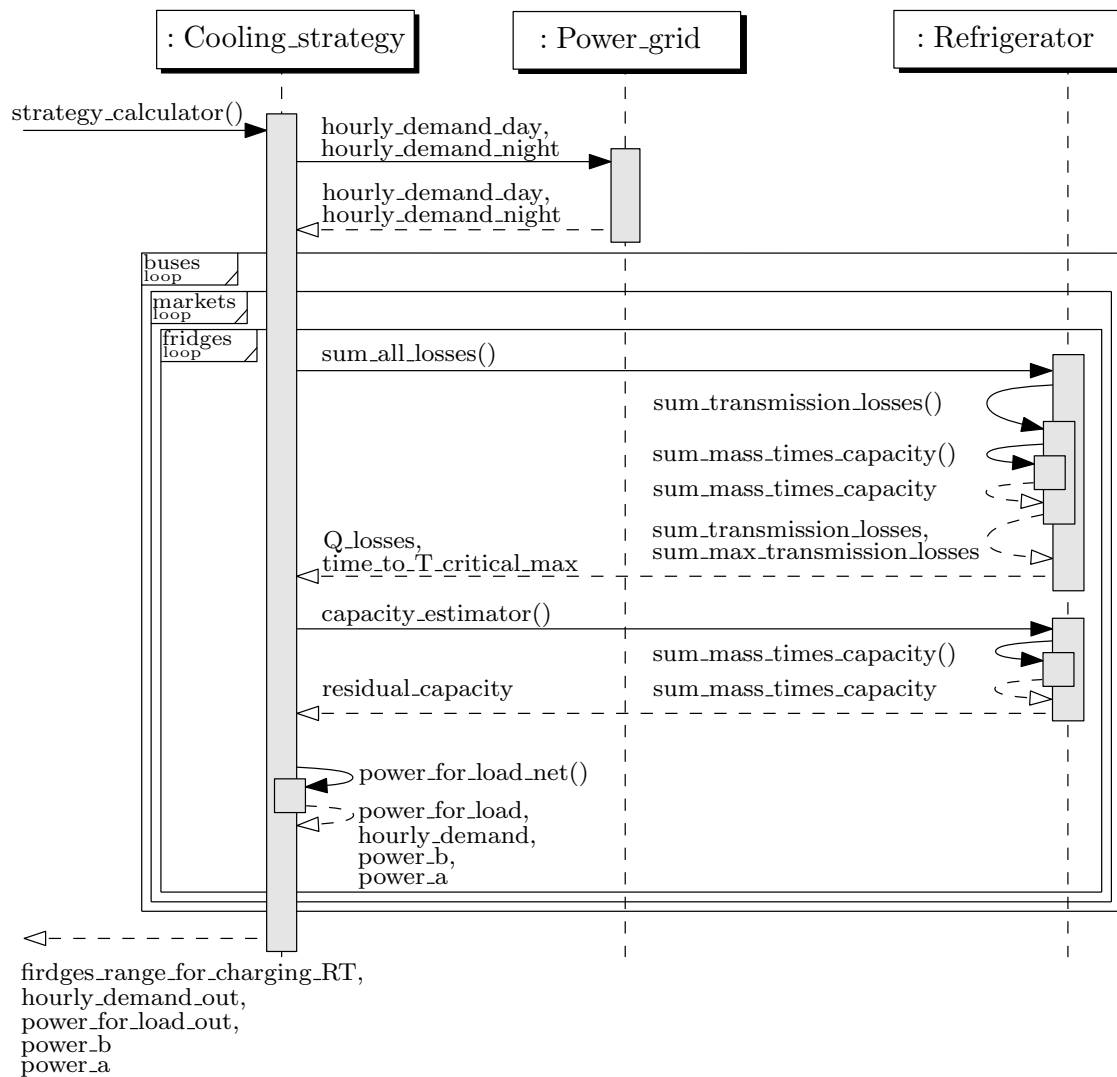 : Cooling_strategy
: Power_grid
: Refrigerator
strategy_calculator()
hourly_demand_day,
hourly_demand_night
hourly_demand_day,
hourly_demand_night
buses
loop
markets
loop
fridges
loop
sum_all_losses()
sum_transmission_losses()
sum_mass_times_capacity()
sum_mass_times_capacity
sum_transmission_losses,
sum_max_transmission_losses
Q_losses,
time_to_T_critical_max
capacity_estimator()
sum_mass_times_capacity()
sum_mass_times_capacity
residual_capacity
power_for_load_net()
power_for_load,
hourly_demand,
power_b,
power_a
firdges_range_for_charging_RT,
hourly_demand_out,
power_for_load_out,
power_b
power_a